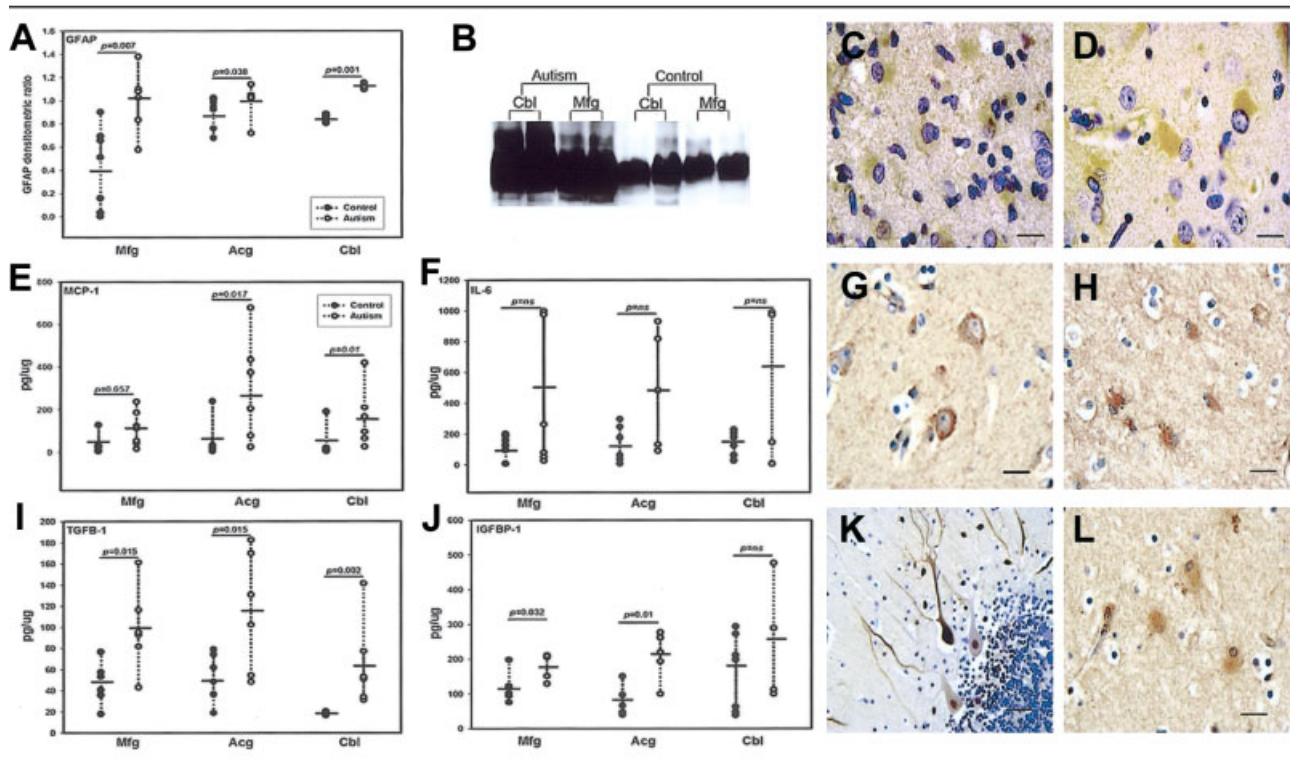 A
GFAP
1.6
1.4
1.2
1.0
0.8
0.6
0.4
0.2
0.0
GFAP densitometric ratio
p=0.007
p=0.038
p=0.001
Control
Autism
Mfg Acg Cbl
B
Autism Control
Cbl Mfg Cbl Mfg
C
D
E
MCP-1
800
600
400
200
0
pg/ug
p=0.057
p=0.017
p=0.01
Control
Autism
Mfg Acg Cbl
F
IL-6
1200
1000
800
600
400
200
0
pg/ug
p=ns
p=ns
p=ns
Mfg Acg Cbl
G
H
I
TGFB-1
200
180
160
140
120
100
80
60
40
20
0
pg/ug
p=0.015
p=0.015
p=0.002
Mfg Acg Cbl
J
IGFBP-1
600
500
400
300
200
100
0
pg/ug
p=0.032
p=0.01
p=ns
Mfg Acg Cbl
K
L